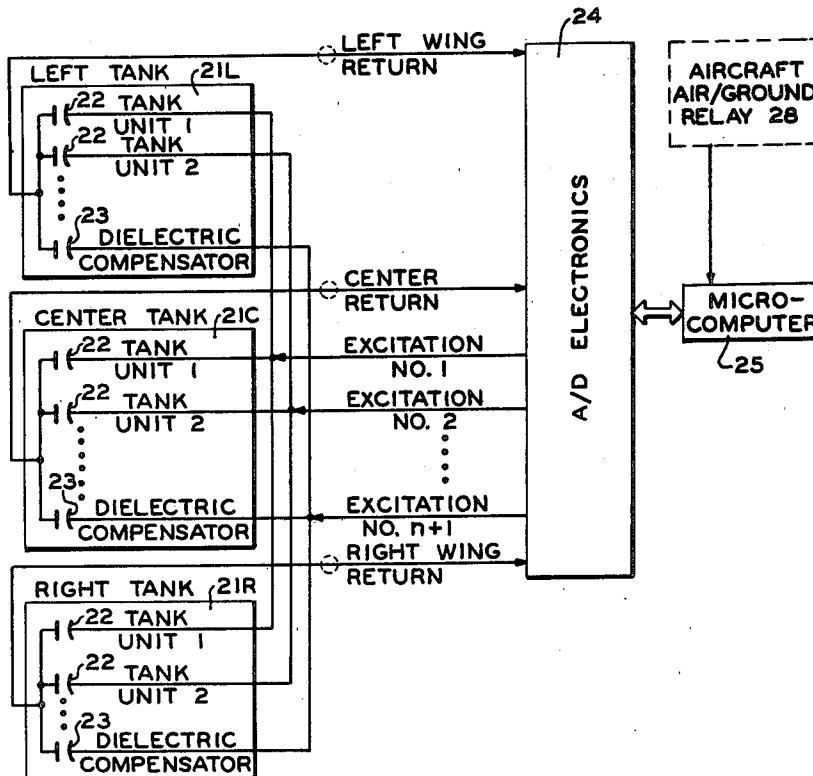 24
LEFT WING
RETURN
AIRCRAFT
AIR/GROUND
RELAY 28
LEFT TANK 21L
22 TANK
UNIT 1
22 TANK
UNIT 2
23 DIELECTRIC
COMPENSATOR
A/D ELECTRONICS
CENTER
RETURN
MICRO-
COMPUTER
25
CENTER TANK 21C
22 TANK
UNIT 1
22 TANK
UNIT 2
23 DIELECTRIC
COMPENSATOR
EXCITATION
NO. 1
EXCITATION
NO. 2
EXCITATION
NO. n+1
RIGHT WING
RETURN
RIGHT TANK 21R
22 TANK
UNIT 1
22 TANK
UNIT 2
23 DIELECTRIC
COMPENSATOR